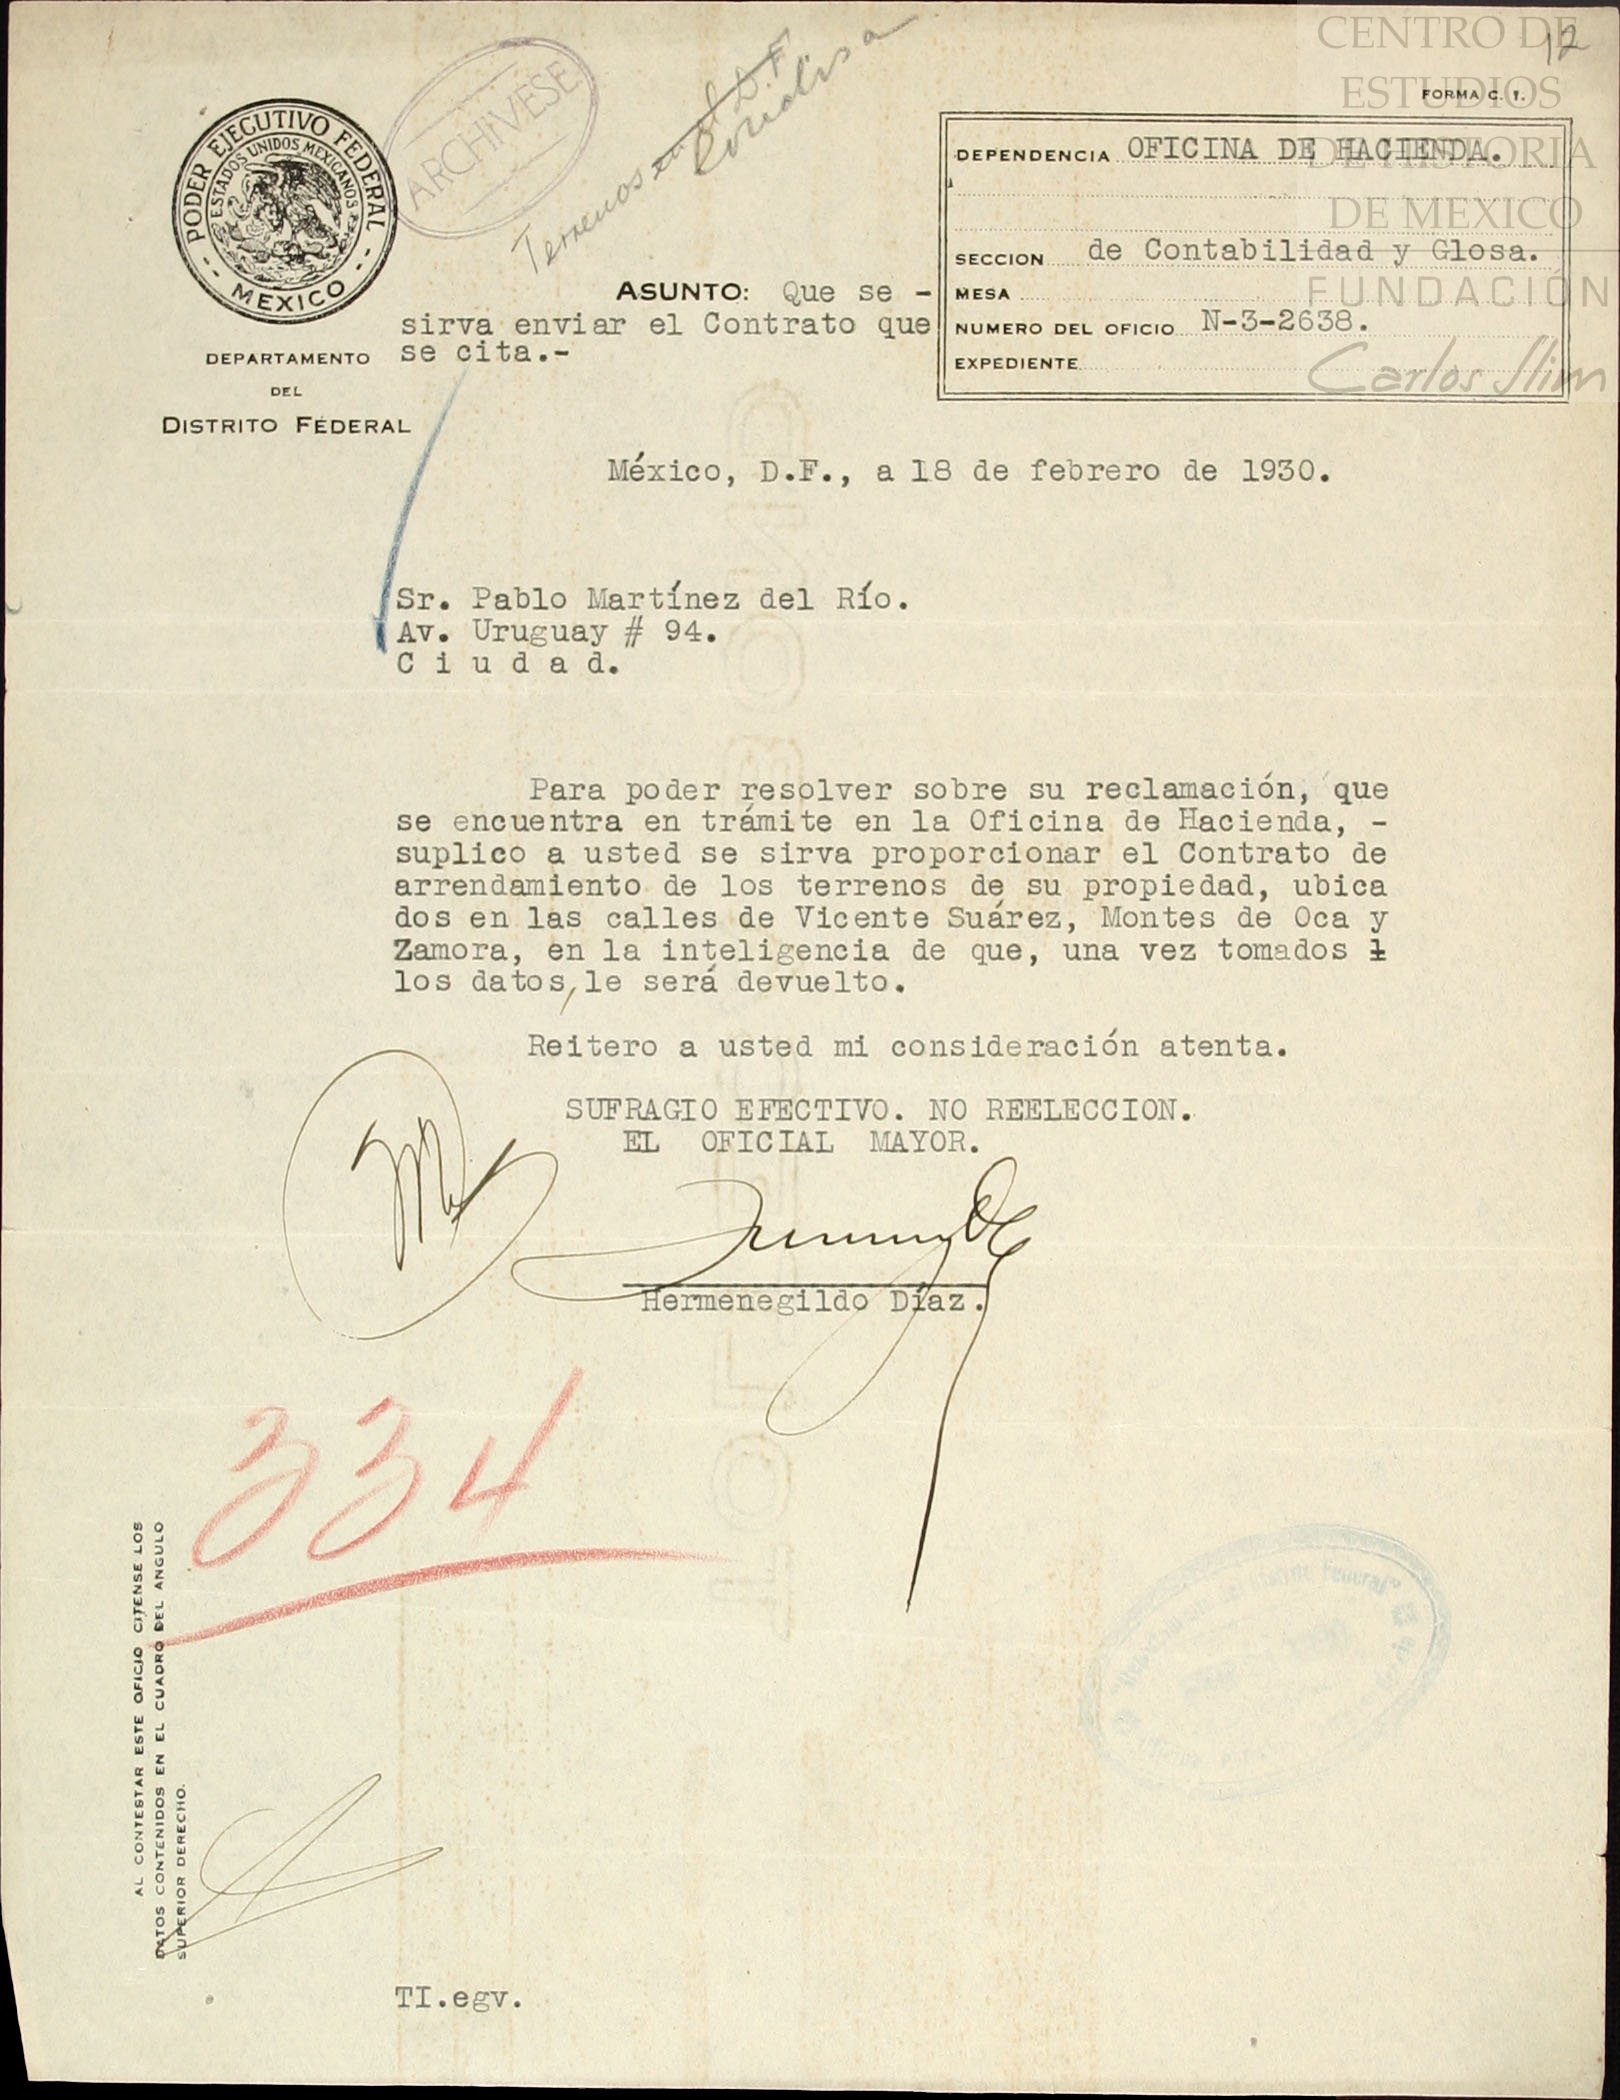 CENTRO DE
ESTUDIOS
DE HISTORIA
DE MEXICO
FUNDACIÓN
Carlos Slim
12
FORMA C. 1.
PODER EJECUTIVO FEDERAL
ESTADOS UNIDOS MEXICANOS
-- MEXICO --
DEPARTAMENTO
DEL
DISTRITO FEDERAL
ARCHIVESE
Terrenos en el D.F.
DEPENDENCIA OFICINA DE HACIENDA.
SECCION de Contabilidad y Glosa.
MESA
NUMERO DEL OFICIO N-3-2638.
EXPEDIENTE
ASUNTO: Que se -
sirva enviar el Contrato que
se cita.-
México, D.F., a 18 de febrero de 1930.
Sr. Pablo Martínez del Río.
Av. Uruguay # 94.
C i u d a d.
Para poder resolver sobre su reclamación, que
se encuentra en trámite en la Oficina de Hacienda, -
suplico a usted se sirva proporcionar el Contrato de
arrendamiento de los terrenos de su propiedad, ubica
dos en las calles de Vicente Suárez, Montes de Oca y
Zamora, en la inteligencia de que, una vez tomados l
los datos, le será devuelto.
Reitero a usted mi consideración atenta.
SUFRAGIO EFECTIVO. NO REELECCION.
EL OFICIAL MAYOR.
Hermenegildo Díaz.
334
AL CONTESTAR ESTE OFICIO CITENSE LOS
DATOS CONTENIDOS EN EL CUADRO DEL ANGULO
SUPERIOR DERECHO.
TI.egv.